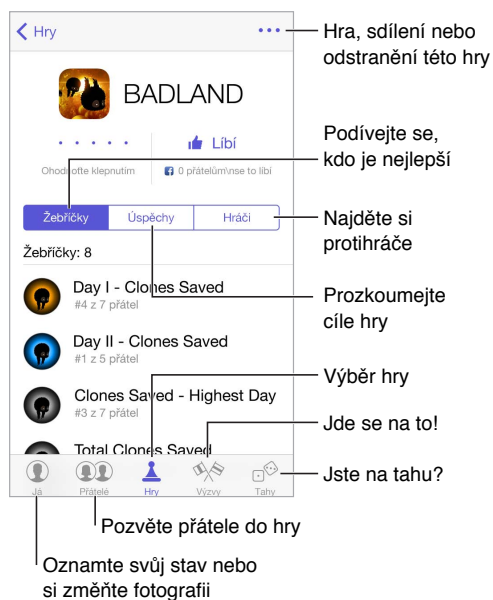 Hry
Hra, sdílení nebo
odstranění této hry
BADLAND
Líbí
Ohodnoťte klepnutím
0 přátelům\nse to líbí
Podívejte se,
kdo je nejlepší
Žebříčky
Úspěchy
Hráči
Najděte si
protihráče
Žebříčky: 8
Day I - Clones Saved
#4 z 7 přátel
Prozkoumejte
cíle hry
Day II - Clones Saved
#1 z 5 přátel
Výběr hry
Clones Saved - Highest Day
#3 z 7 přátel
Jde se na to!
Total Clones Saved
Jste na tahu?
Já
Přátelé
Hry
Výzvy
Tahy
Pozvěte přátele do hry
Oznamte svůj stav nebo
si změňte fotografii